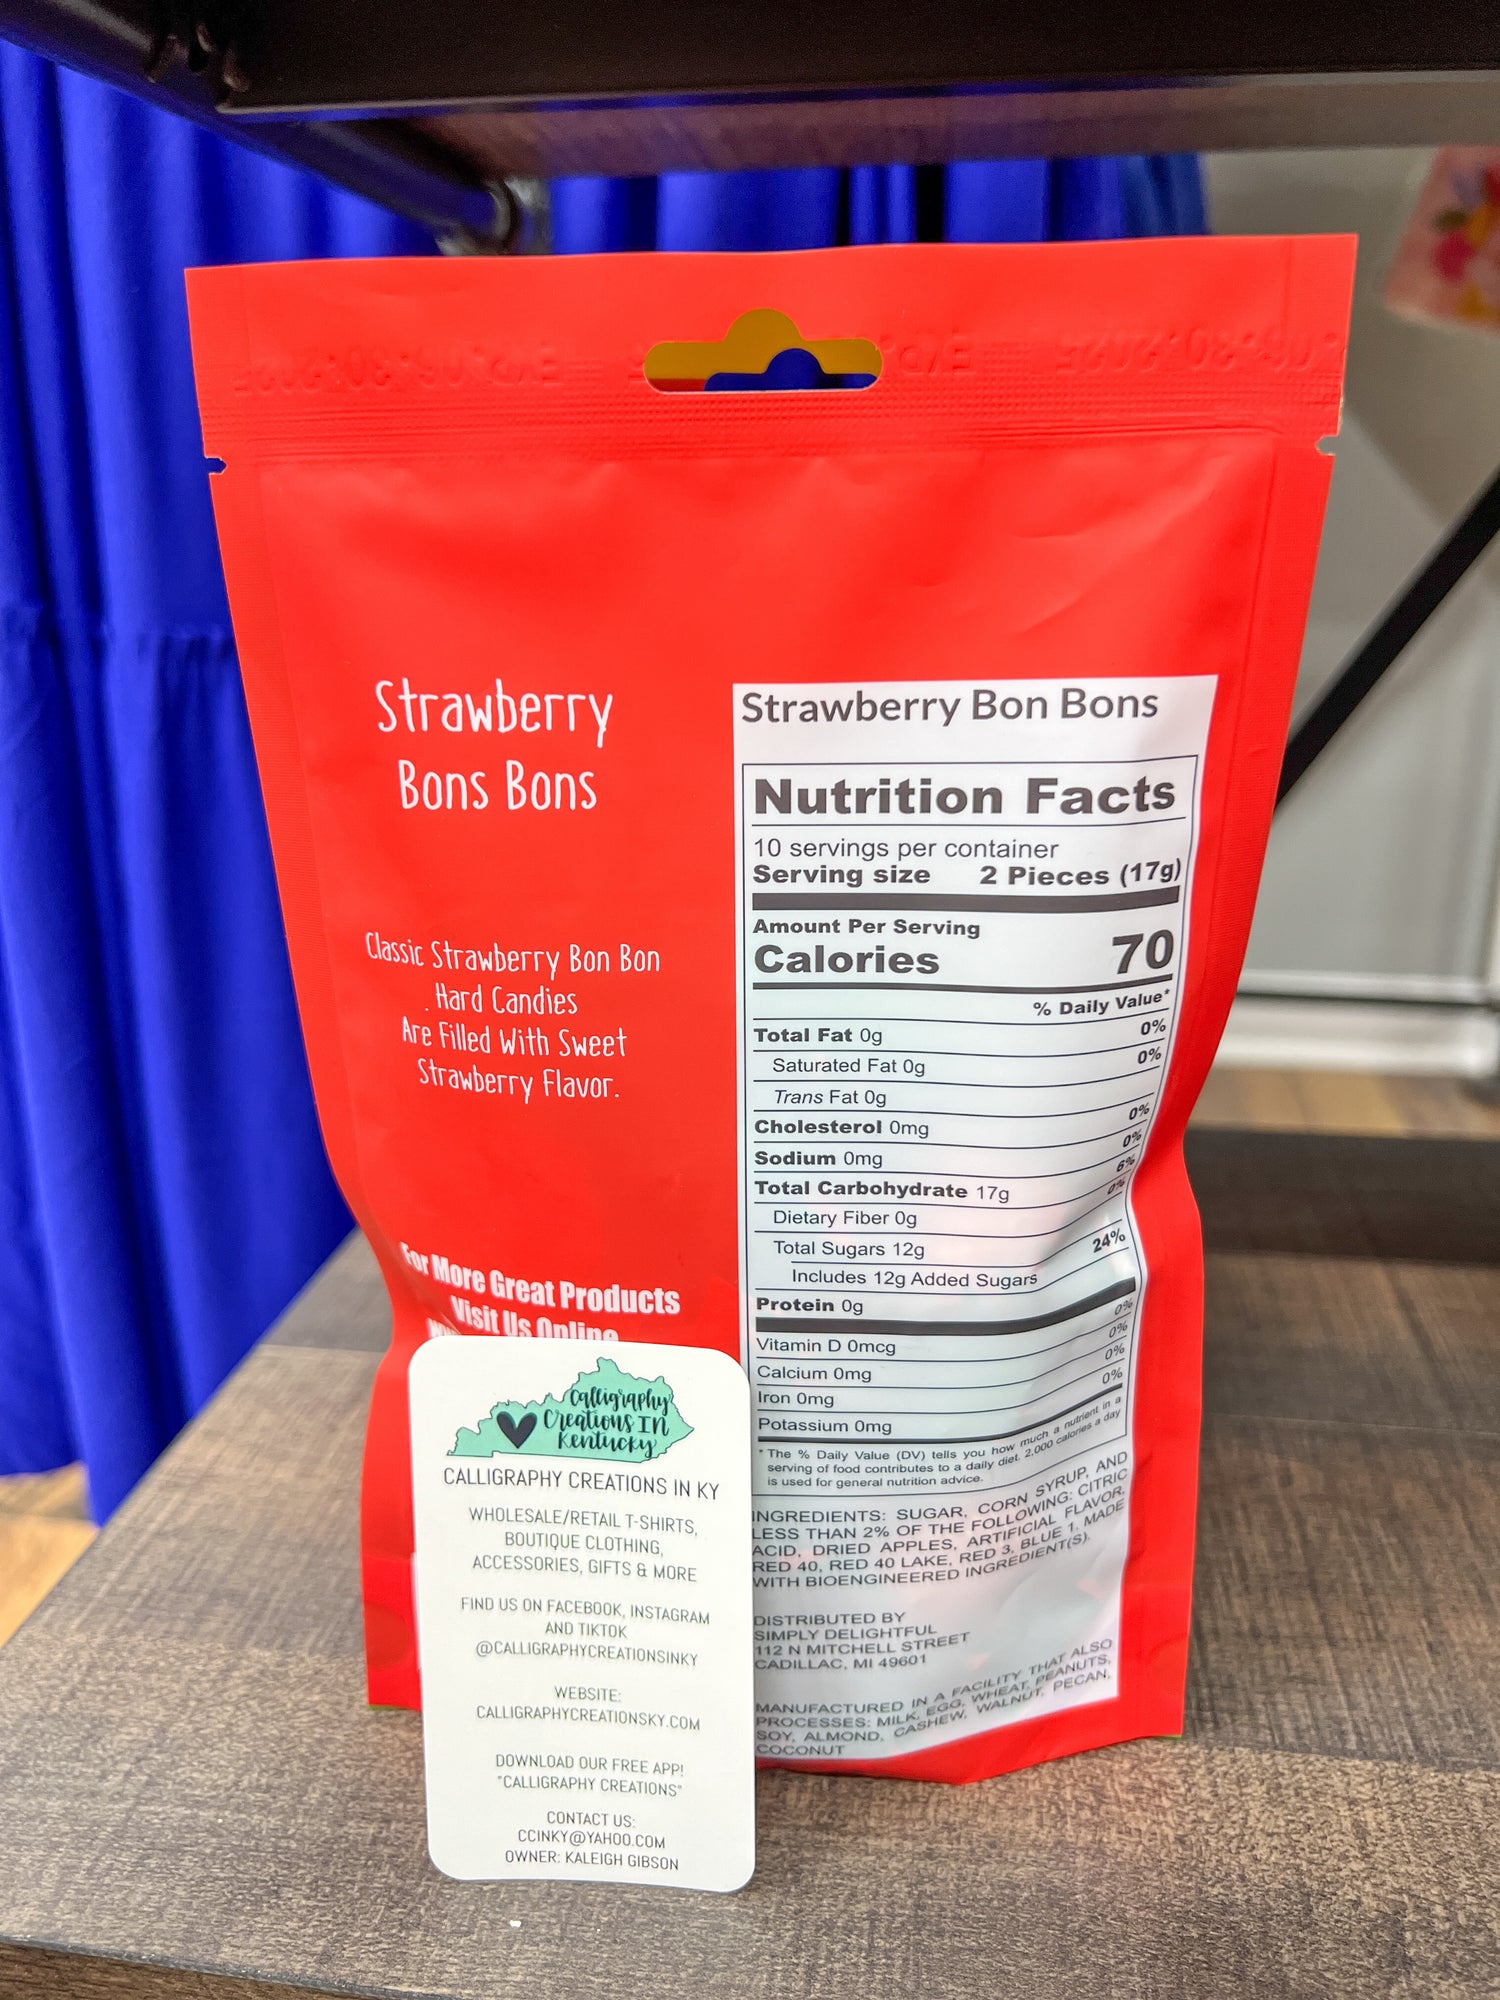 Strawberry
Bons Bons
Classic Strawberry Bon Bon
Hard Candies
Are Filled With Sweet
Strawberry Flavor.
For More Great Products
Visit Us Online
Strawberry Bon Bons
Nutrition Facts
10 servings per container
Serving size 2 Pieces (17g)
Amount Per Serving
Calories 70
% Daily Value*
Total Fat 0g 0%
Saturated Fat 0g 0%
Trans Fat 0g
Cholesterol 0mg 0%
Sodium 0mg 0%
Total Carbohydrate 17g 6%
Dietary Fiber 0g 0%
Total Sugars 12g
Includes 12g Added Sugars 24%
Protein 0g
Vitamin D 0mcg 0%
Calcium 0mg 0%
Iron 0mg 0%
Potassium 0mg 0%
* The % Daily Value (DV) tells you how much a nutrient in a
serving of food contributes to a daily diet. 2,000 calories a day
is used for general nutrition advice.
INGREDIENTS: SUGAR, CORN SYRUP, AND
LESS THAN 2% OF THE FOLLOWING: CITRIC
ACID, DRIED APPLES, ARTIFICIAL FLAVOR,
RED 40, RED 40 LAKE, RED 3, BLUE 1. MADE
WITH BIOENGINEERED INGREDIENT(S).
DISTRIBUTED BY
SIMPLY DELIGHTFUL
112 N MITCHELL STREET
CADILLAC, MI 49601
MANUFACTURED IN A FACILITY THAT ALSO
PROCESSES: MILK, EGG, WHEAT, PEANUTS,
SOY, ALMOND, CASHEW, WALNUT, PECAN,
COCONUT
Calligraphy
Creations IN
Kentucky
CALLIGRAPHY CREATIONS IN KY
WHOLESALE/RETAIL T-SHIRTS,
BOUTIQUE CLOTHING,
ACCESSORIES, GIFTS & MORE
FIND US ON FACEBOOK, INSTAGRAM
AND TIKTOK
@CALLIGRAPHYCREATIONSINKY
WEBSITE:
CALLIGRAPHYCREATIONSKY.COM
DOWNLOAD OUR FREE APP!
"CALLIGRAPHY CREATIONS"
CONTACT US:
CCINKY@YAHOO.COM
OWNER: KALEIGH GIBSON